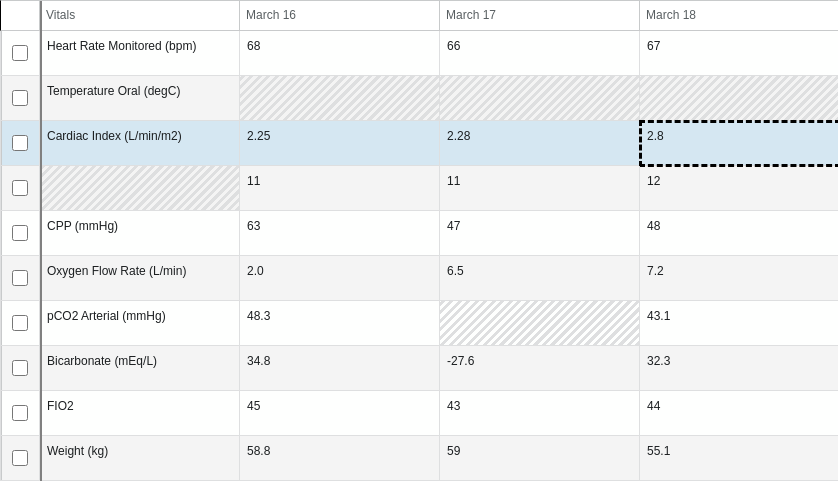 Vitals March 16 March 17 March 18
Heart Rate Monitored (bpm) 68 66 67
Temperature Oral (degC)
Cardiac Index (L/min/m2) 2.25 2.28 2.8
11 11 12
CPP (mmHg) 63 47 48
Oxygen Flow Rate (L/min) 2.0 6.5 7.2
pCO2 Arterial (mmHg) 48.3 43.1
Bicarbonate (mEq/L) 34.8 -27.6 32.3
FIO2 45 43 44
Weight (kg) 58.8 59 55.1